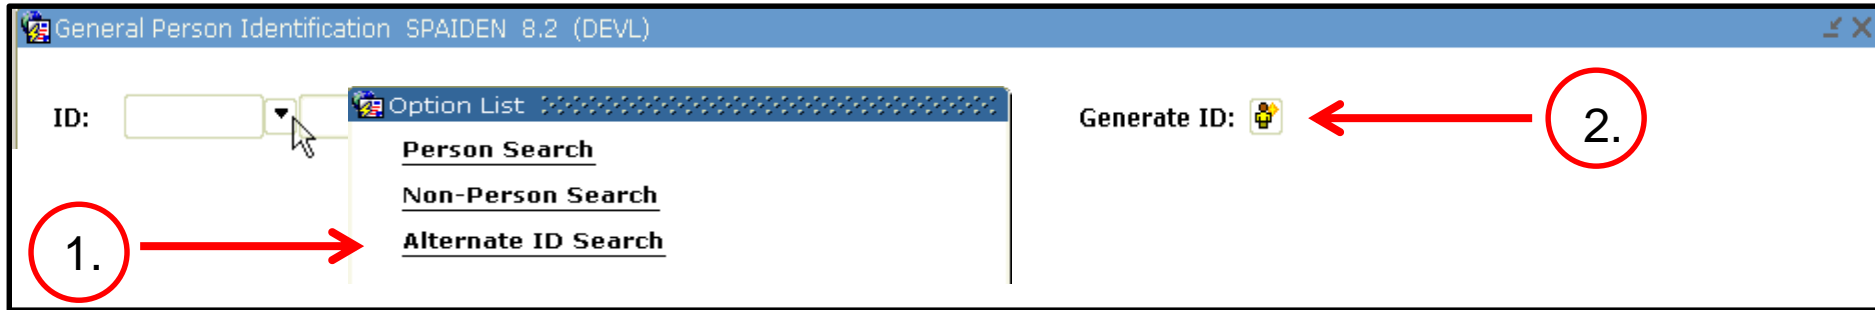 General Person Identification SPAIDEN 8.2 (DEVL)
ID:
Option List
Generate ID:
2.
Person Search
Non-Person Search
Alternate ID Search
1.